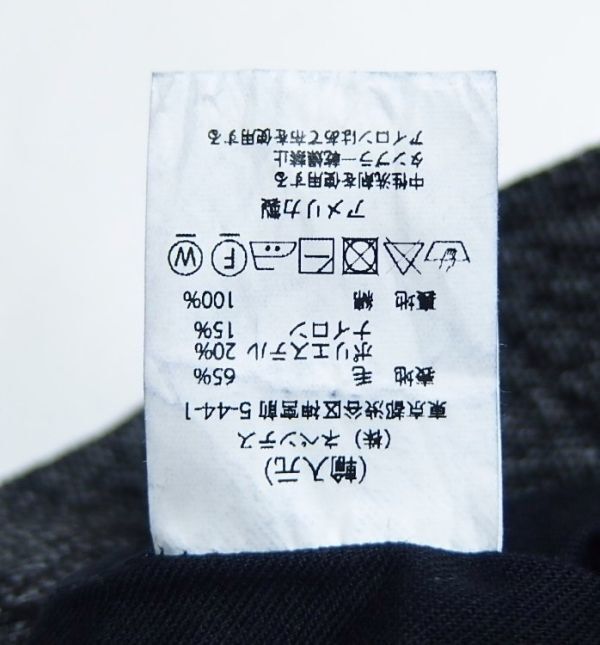 (輸入元)
(株) ネペンテス
東京都渋谷区神宮前 5-44-1
表地 毛 65%
ポリエステル 20%
ナイロン 15%
裏地 綿 100%
F W
アメリカ製
中性洗剤を使用する
タンブラー乾燥禁止
アイロンはあて布を使用する